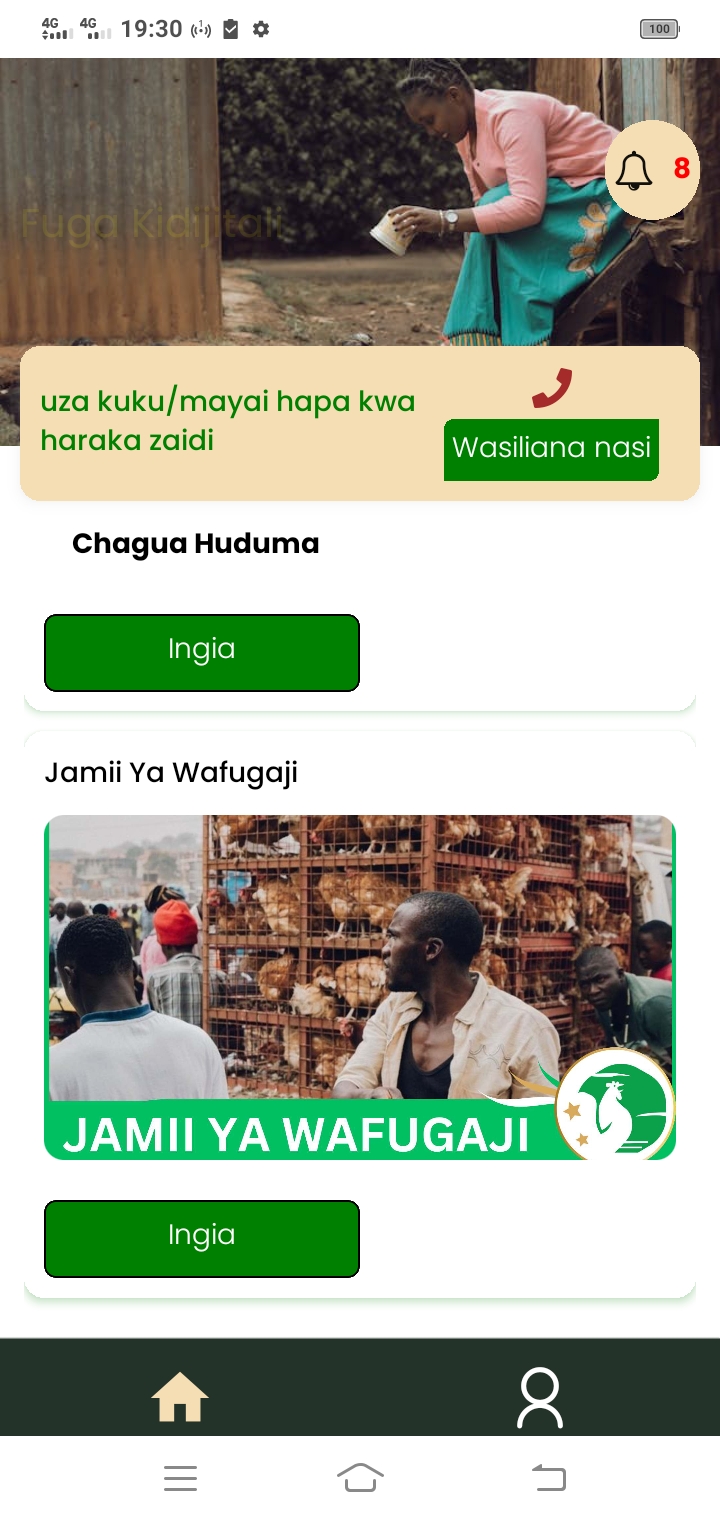 4G 4G 19:30 1 100
8
Fuga Kidijitali
uza kuku/mayai hapa kwa
haraka zaidi
Wasiliana nasi
Chagua Huduma
Ingia
Jamii Ya Wafugaji
JAMII YA WAFUGAJI
Ingia